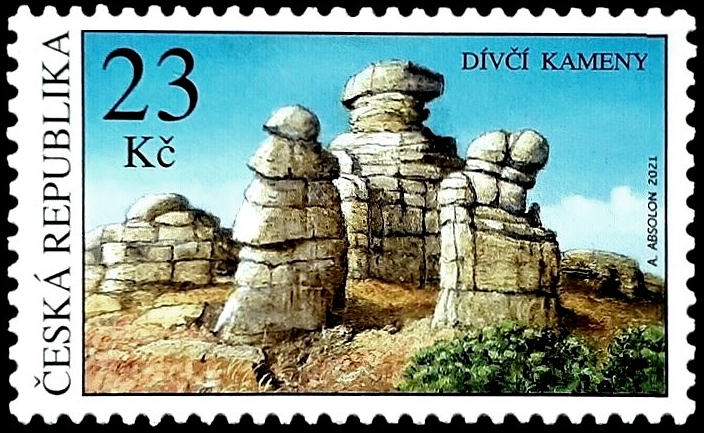 23
Kč
DÍVČÍ KAMENY
ČESKÁ REPUBLIKA
A. ABSOLON 2021